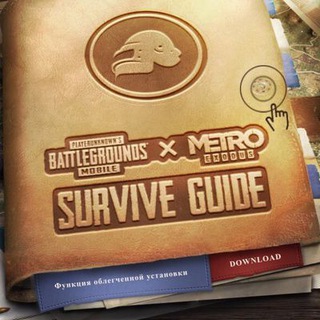 PLAYERUNKNOWN'S
BATTLEGROUNDS
MOBILE
× METRO
EXODUS
SURVIVE GUIDE
Функция облегченной установки
DOWNLOAD